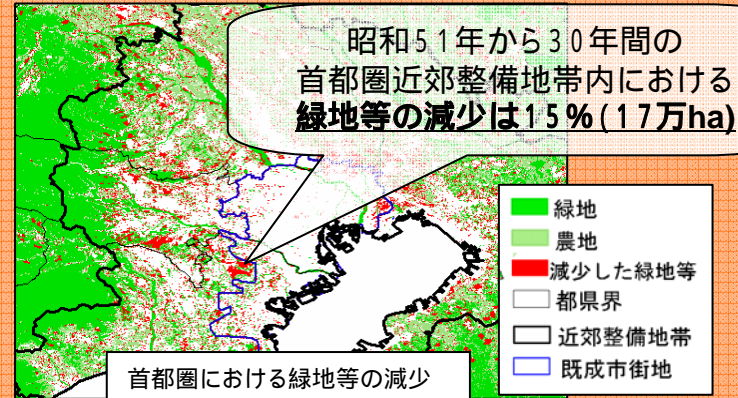 昭和51年から30年間の
首都圏近郊整備地帯内における
緑地等の減少は15%(17万ha)
緑地
農地
減少した緑地等
都県界
近郊整備地帯
既成市街地
首都圏における緑地等の減少